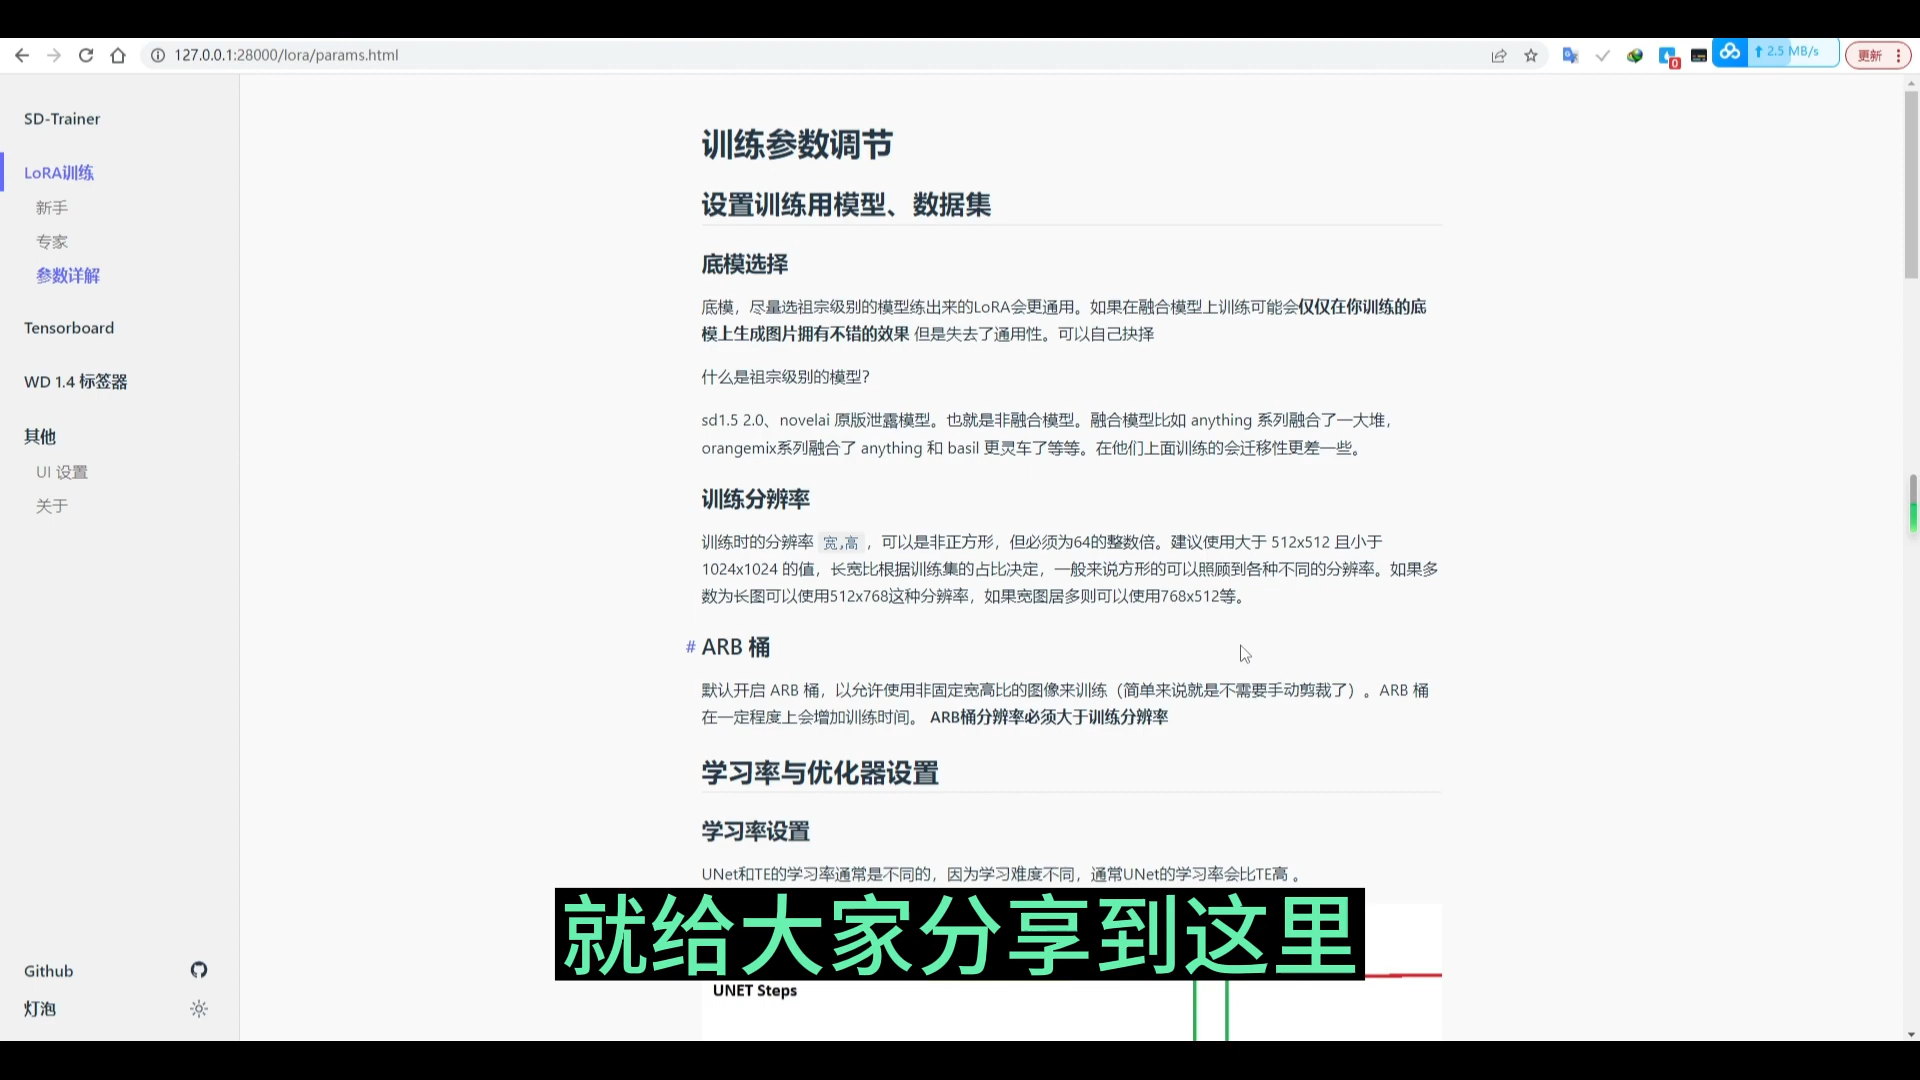 127.0.0.1:28000/lora/params.html
0
2.5 MB/s
更新
SD-Trainer
LoRA训练
新手
专家
参数详解
Tensorboard
WD 1.4 标签器
其他
UI 设置
关于
Github
灯泡
训练参数调节
设置训练用模型、数据集
底模选择
底模，尽量选祖宗级别的模型练出来的LoRA会更通用。如果在融合模型上训练可能会仅仅在你训练的底
模上生成图片拥有不错的效果 但是失去了通用性。可以自己抉择
什么是祖宗级别的模型？
sd1.5 2.0、novelai 原版泄露模型。也就是非融合模型。融合模型比如 anything 系列融合了一大堆，
orangemix系列融合了 anything 和 basil 更灵车了等等。在他们上面训练的会迁移性更差一些。
训练分辨率
训练时的分辨率 宽,高 ，可以是非正方形，但必须为64的整数倍。建议使用大于 512x512 且小于
1024x1024 的值，长宽比根据训练集的占比决定，一般来说方形的可以照顾到各种不同的分辨率。如果多
数为长图可以使用512x768这种分辨率，如果宽图居多则可以使用768x512等。
# ARB 桶
默认开启 ARB 桶，以允许使用非固定宽高比的图像来训练（简单来说就是不需要手动剪裁了）。ARB 桶
在一定程度上会增加训练时间。 ARB桶分辨率必须大于训练分辨率
学习率与优化器设置
学习率设置
UNet和TE的学习率通常是不同的，因为学习难度不同，通常UNet的学习率会比TE高 。
就给大家分享到这里
UNET Steps